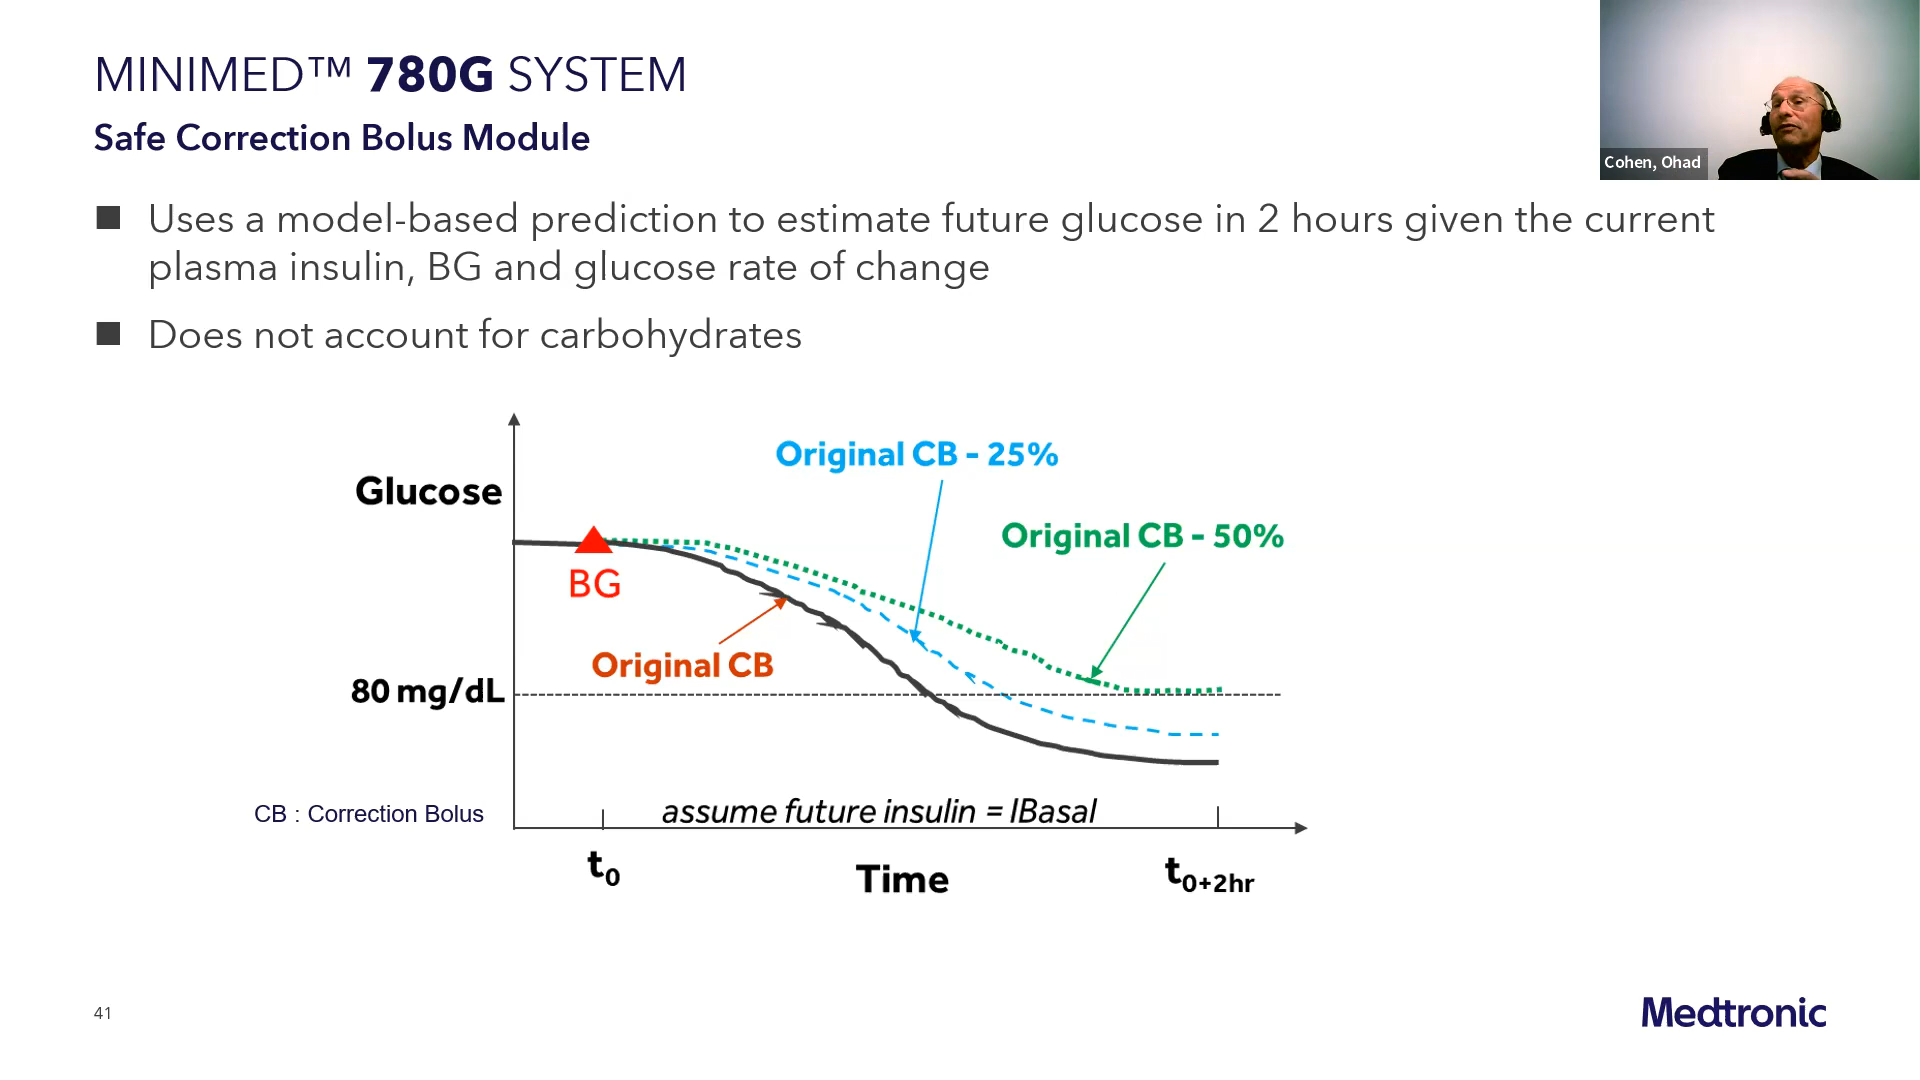 MINIMED™ 780G SYSTEM
Safe Correction Bolus Module
Cohen, Ohad
■ Uses a model-based prediction to estimate future glucose in 2 hours given the current
plasma insulin, BG and glucose rate of change
■ Does not account for carbohydrates
Original CB - 25%
Glucose
Original CB - 50%
BG
Original CB
80 mg/dL
CB : Correction Bolus
assume future insulin = IBasal
t0
Time
t0+2hr
41
Medtronic